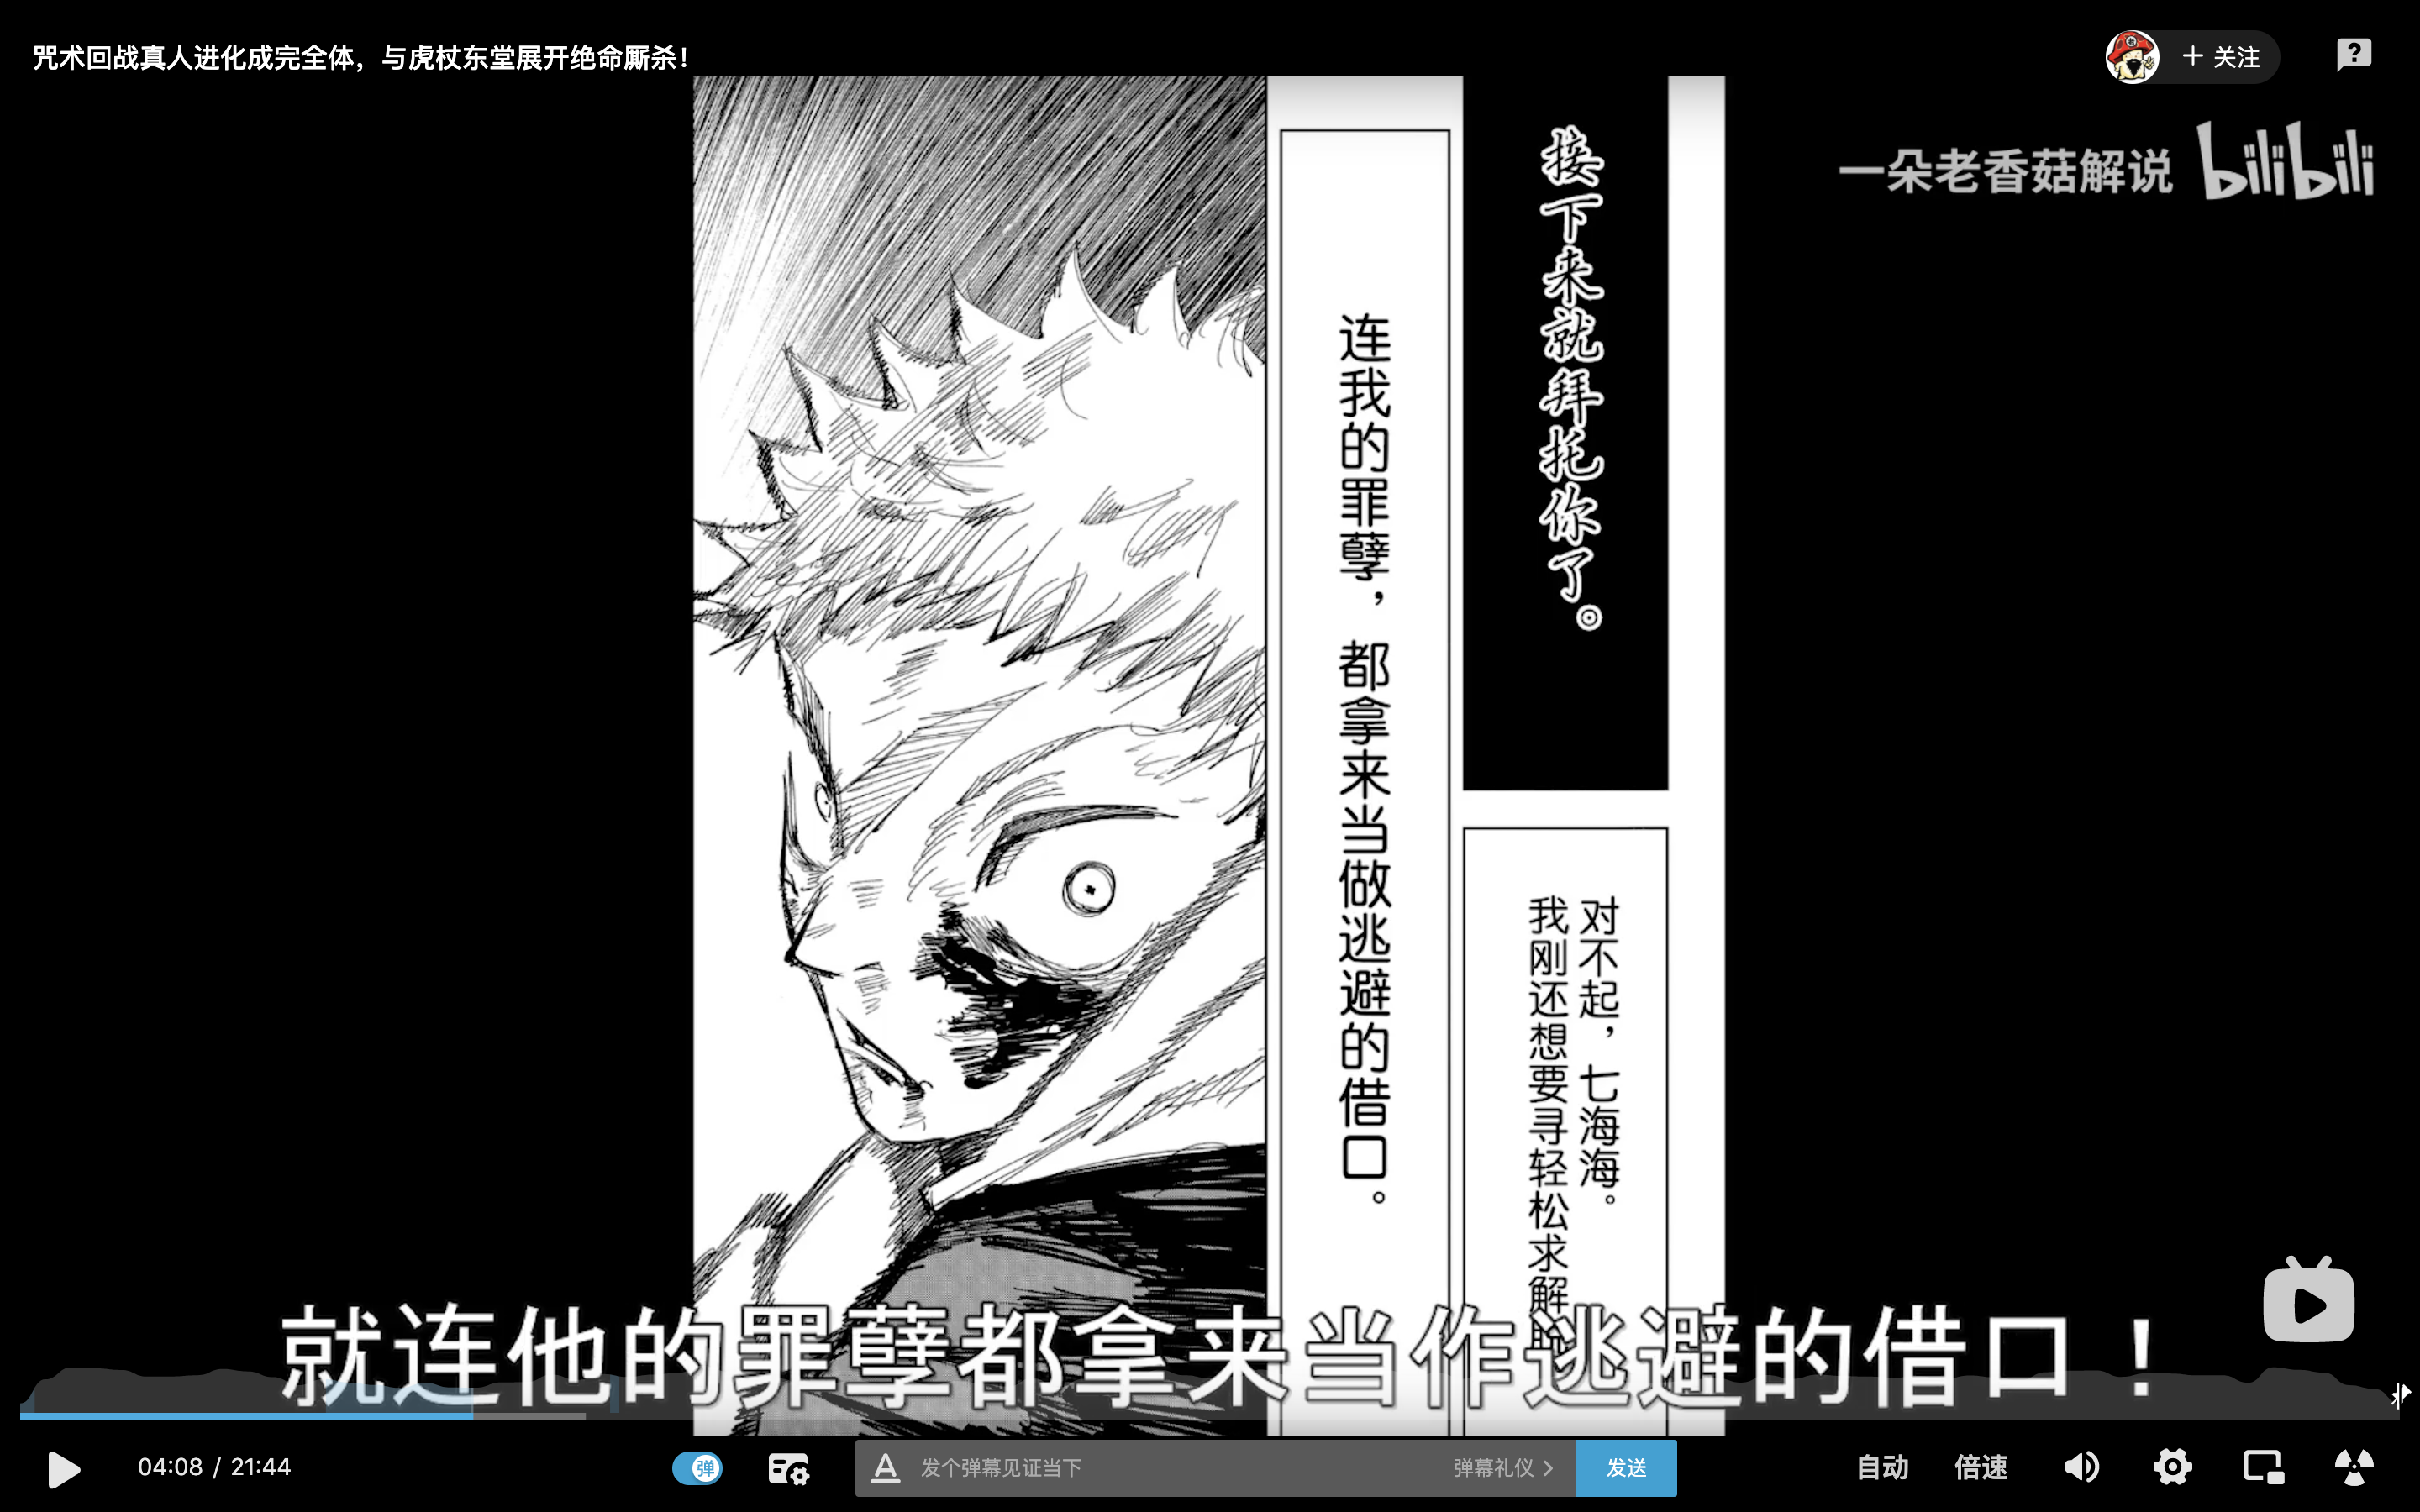 咒术回战真人进化成完全体，与虎杖东堂展开绝命厮杀！
+ 关注
一朵老香菇解说 bilibili
接下来就拜托你了。
对不起，七海海。
我刚还想要寻轻松求解
连我的罪孽，都拿来当做逃避的借口。
就连他的罪孽都拿来当作逃避的借口！
04:08 / 21:44
弹
发个弹幕见证当下
弹幕礼仪
发送
自动
倍速